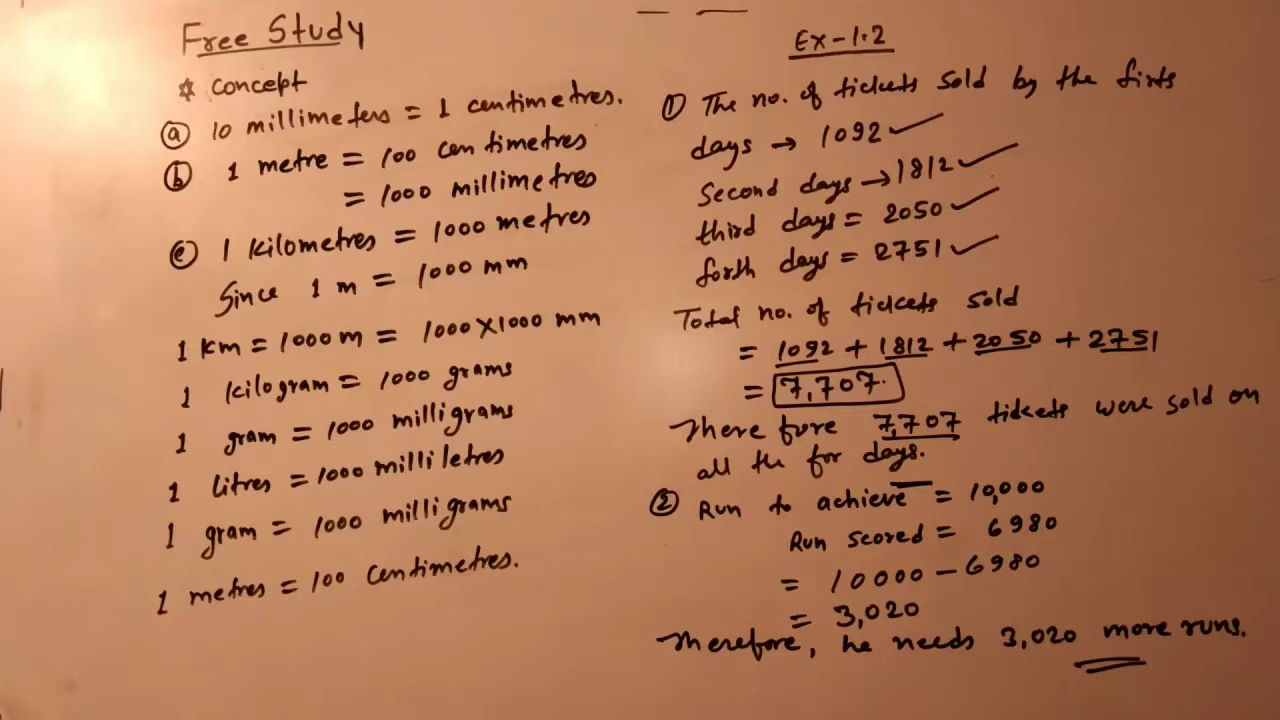 Free Study
* Concept
(a) 10 millimeters = 1 centimetres.
(b) 1 metre = 100 centimetres
= 1000 millimetres
(c) 1 kilometres = 1000 metres
Since 1 m = 1000 mm
1 km = 1000 m = 1000 × 1000 mm
1 kilogram = 1000 grams
1 gram = 1000 milligrams
1 litres = 1000 milliletres
1 gram = 1000 milligrams
1 metres = 100 centimetres.
Ex - 1.2
(1) The no. of tickets sold by the firts
days → 1092 ✓
Second days → 1812 ✓
third days = 2050 ✓
forth days = 2751 ✓
Total no. of tickets sold
= 1092 + 1812 + 2050 + 2751
= 7,707.
There fore 7,707 tickets were sold on
all the for days.
(2) Run to achieve = 10,000
Run scored = 6980
= 10000 - 6980
= 3,020
Therefore, he needs 3,020 more runs.